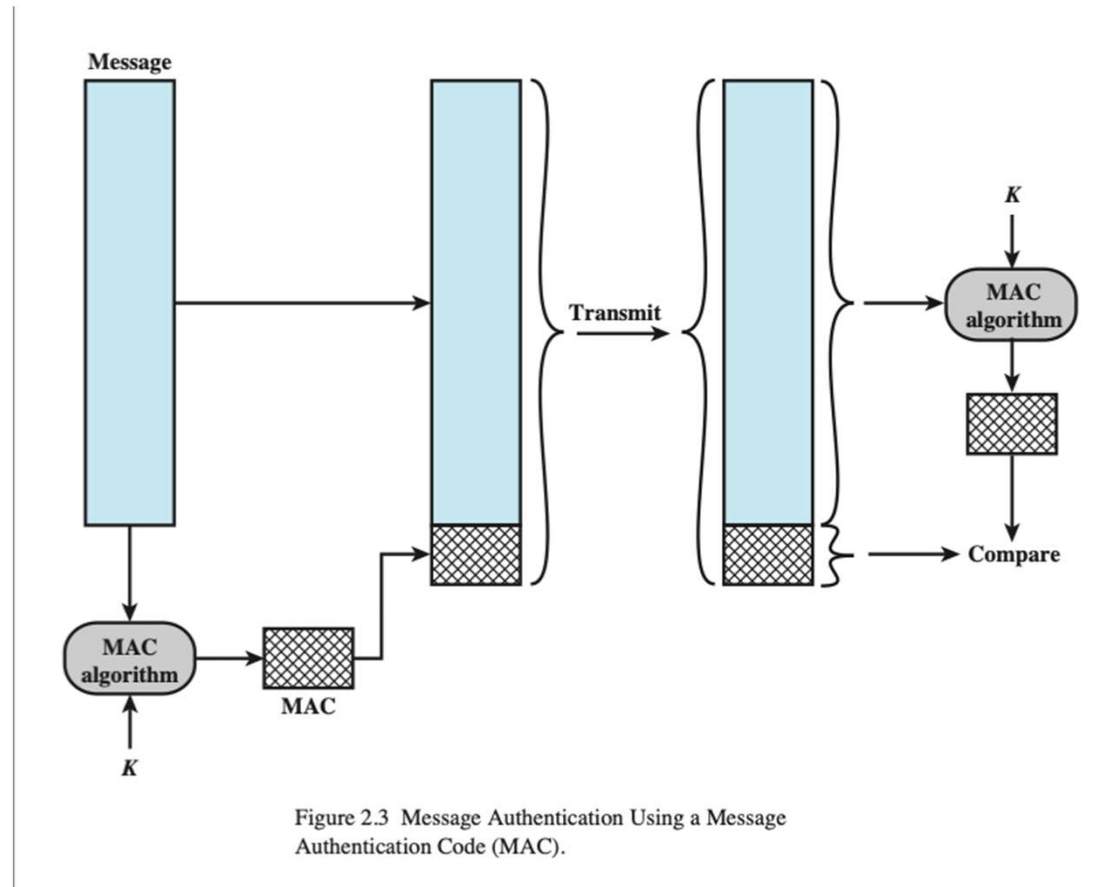 Message
K
Transmit
MAC
algorithm
Compare
MAC
algorithm
MAC
K
Figure 2.3 Message Authentication Using a Message
Authentication Code (MAC).